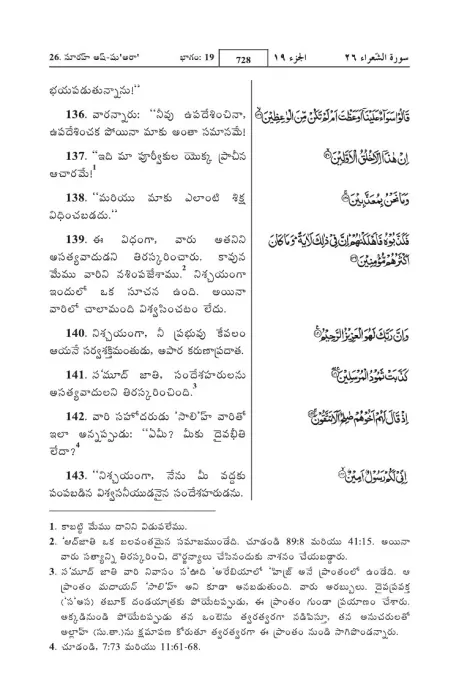 26. సూరహ్ అష్-షు'అరా'
భాగం: 19
728
الجزء ١٩
سورة الشعراء ٢٦
భయపడుతున్నాను!''
136. వారన్నారు: ''నీవు ఉపదేశించినా,
ఉపదేశించక పోయినా మాకు అంతా సమానమే!
قَالُوا سَوَاءٌ عَلَيْنَا أَوَعَظْتَ أَمْ لَمْ تَكُنْ مِنَ الْوَاعِظِينَ
137. ''ఇది మా పూర్వీకుల యొక్క ప్రాచీన
ఆచారమే!1
إِنْ هَٰذَا إِلَّا خُلُقُ الْأَوَّلِينَ
138. ''మరియు మాకు ఎలాంటి శిక్ష
విధించబడదు.''
وَمَا نَحْنُ بِمُعَذَّبِينَ
139. ఈ విధంగా, వారు అతనిని
అసత్యవాదుడని తిరస్కరించారు. కావున
మేము వారిని నశింపజేశాము.2 నిశ్చయంగా
ఇందులో ఒక సూచన ఉంది. అయినా
వారిలో చాలామంది విశ్వసించటం లేదు.
فَكَذَّبُوهُ فَأَهْلَكْنَاهُمْ إِنَّ فِي ذَٰلِكَ لَآيَةً وَمَا كَانَ
أَكْثَرُهُمْ مُؤْمِنِينَ
140. నిశ్చయంగా, నీ ప్రభువు కేవలం
ఆయనే సర్వశక్తిమంతుడు, అపార కరుణాప్రదాత.
وَإِنَّ رَبَّكَ لَهُوَ الْعَزِيزُ الرَّحِيمُ
141. స'మూద్ జాతి, సందేశహరులను
అసత్యవాదులని తిరస్కరించింది.3
كَذَّبَتْ ثَمُودُ الْمُرْسَلِينَ
142. వారి సహోదరుడు 'సాలి'హ్ వారితో
ఇలా అన్నప్పుడు: ''ఏమీ? మీకు దైవభీతి
లేదా?4
إِذْ قَالَ لَهُمْ أَخُوهُمْ صَالِحٌ أَلَا تَتَّقُونَ
143. ''నిశ్చయంగా, నేను మీ వద్దకు
పంపబడిన విశ్వసనీయుడనైన సందేశహరుడను.
إِنِّي لَكُمْ رَسُولٌ أَمِينٌ
1. కాబట్టి మేము దానిని విడువలేము.
2. 'ఆద్‌జాతి ఒక బలవంతమైన సమాజముండేది. చూడండి 89:8 మరియు 41:15. అయినా
వారు సత్యాన్ని తిరస్కరించి, దౌర్జన్యాలు చేసినందుకు నాశనం చేయబడ్డారు.
3. స'మూద్ జాతి వారి నివాసం స'ఊది 'అరేబియాలో 'హిజ్ర్ అనే ప్రాంతంలో ఉండేది. ఆ
ప్రాంతం మదాయన్ 'సాలి'హ్ అని కూడా అనబడుతుంది. వారు అరబ్బులు. దైవప్రవక్త
('స'అస) తబూక్ దండయాత్రకు పోయేటప్పుడు, ఈ ప్రాంతం గుండా ప్రయాణం చేశారు.
అక్కడినుండి పోయేటప్పుడు తన ఒంటెను త్వరత్వరగా నడిపిస్తూ, తన అనుచరులతో
అల్లాహ్ (సు.తా.)ను క్షమాపణ కోరుతూ త్వరత్వరగా ఈ ప్రాంతం నుండి సాగిపొండన్నారు.
4. చూడండి, 7:73 మరియు 11:61-68.